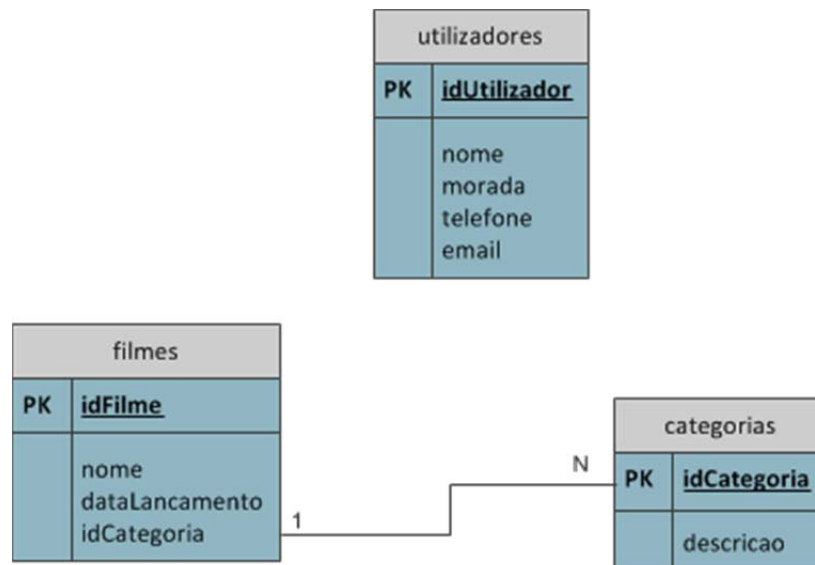 utilizadores
PK idUtilizador
nome
morada
telefone
email
filmes
PK idFilme
nome
dataLancamento
idCategoria
1
N
categorias
PK idCategoria
descricao